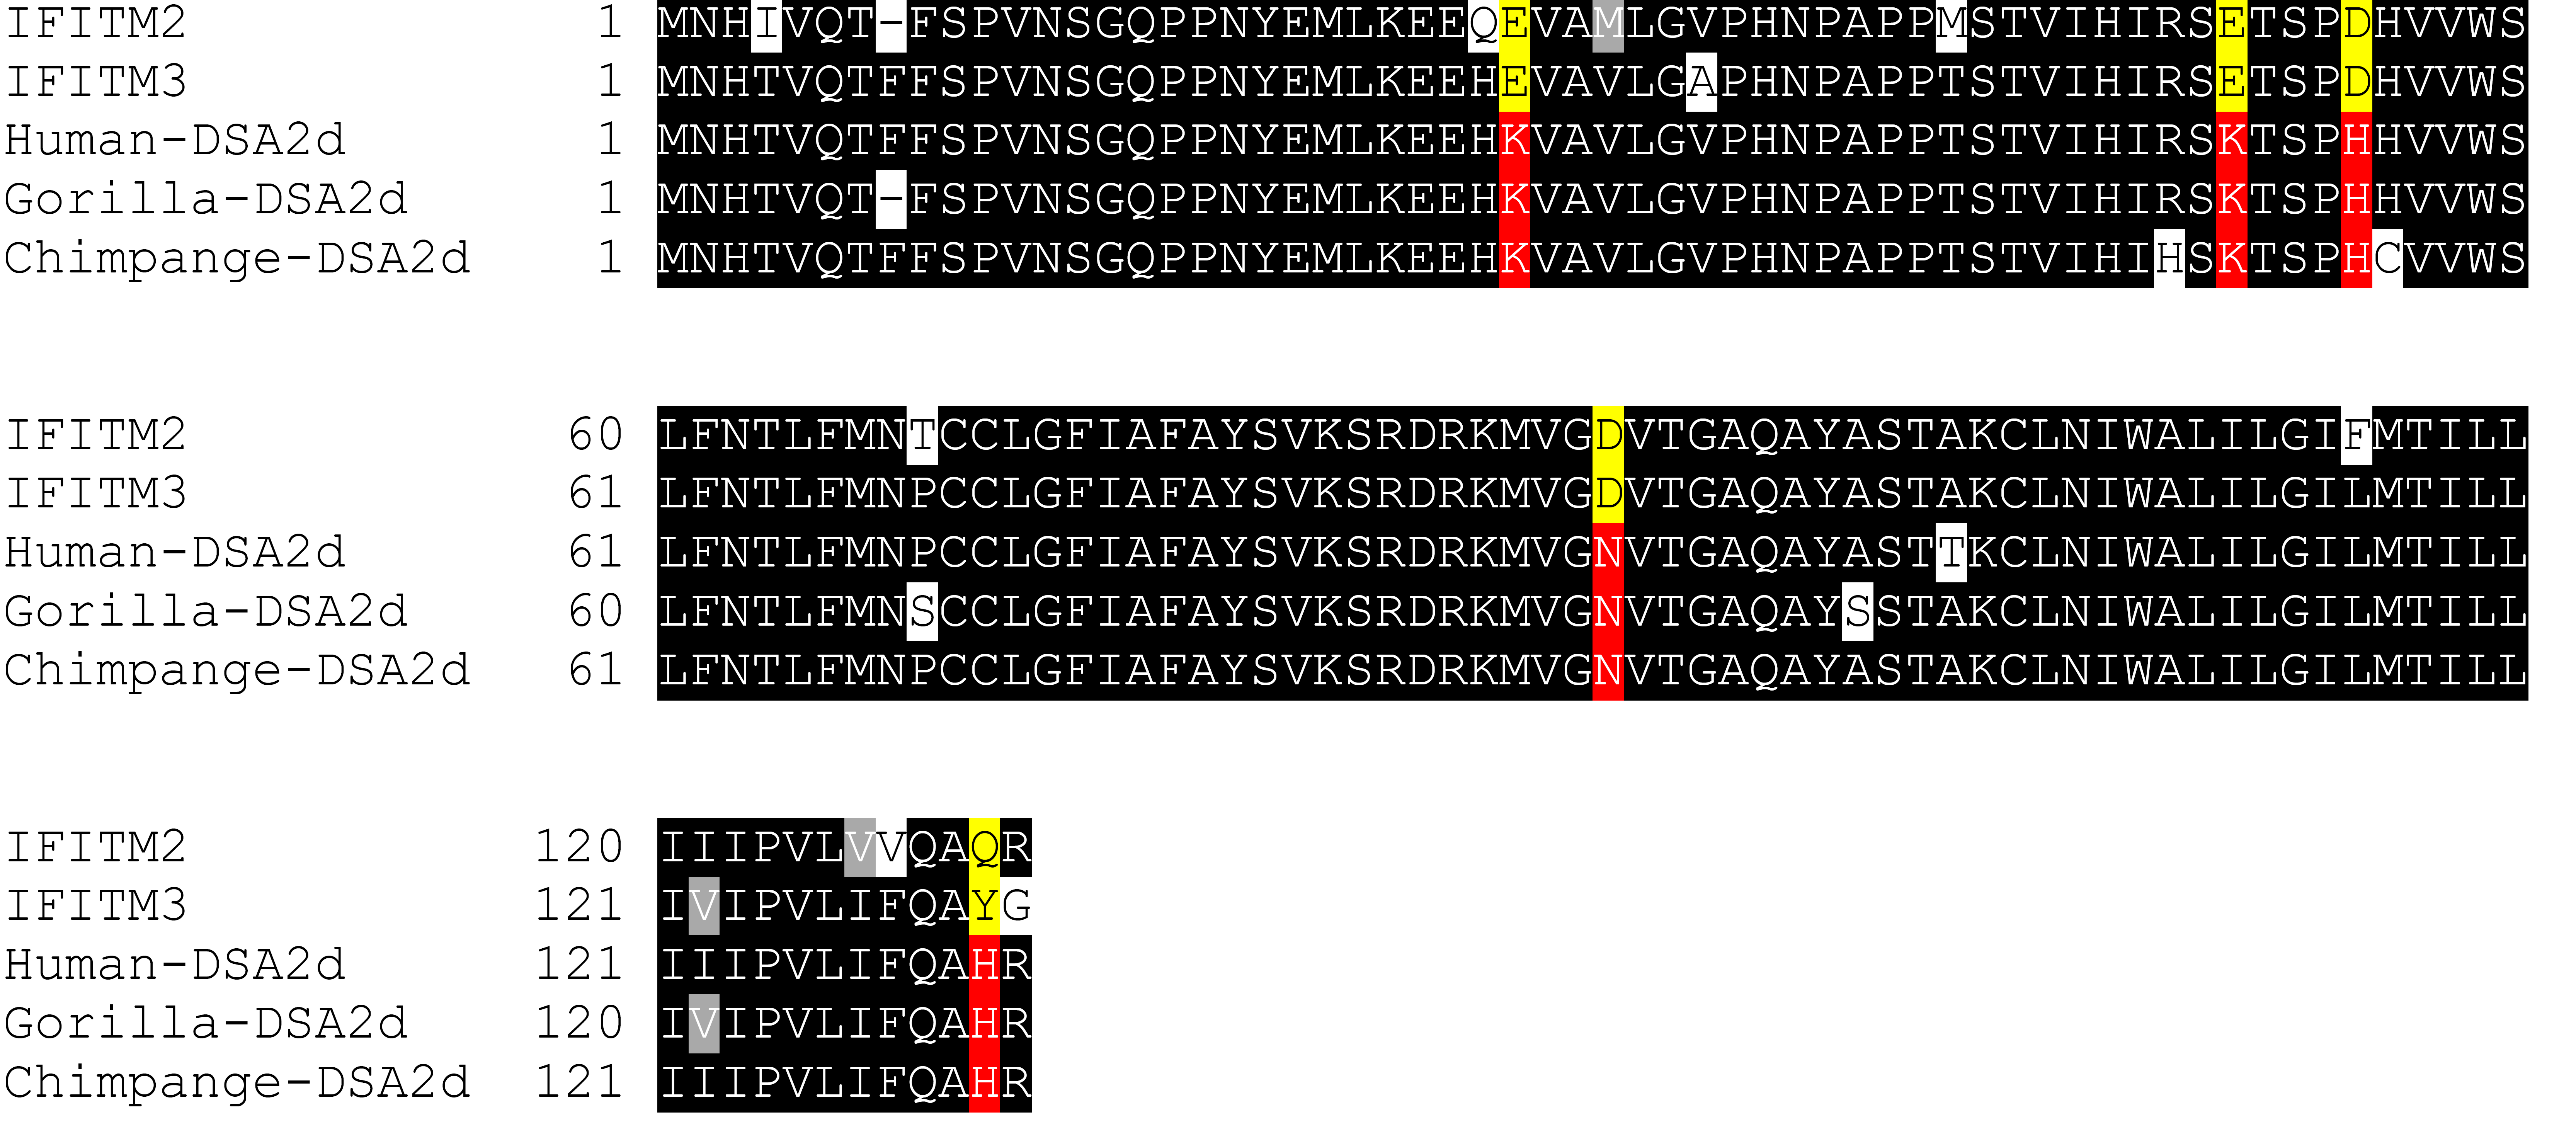 IFITM2 1 MNHIVQT-FSPVNSGQPPNYEMLKEEQEVAMLGVPHNPAPPMSTVIHIRSETSPDHVVWS
IFITM3 1 MNHTVQTFFSPVNSGQPPNYEMLKEEHEVAVLGAPHNPAPPTSTVIHIRSETSPDHVVWS
Human-DSA2d 1 MNHTVQTFFSPVNSGQPPNYEMLKEEHKVAVLGVPHNPAPPTSTVIHIRSKTSPHHVVWS
Gorilla-DSA2d 1 MNHTVQT-FSPVNSGQPPNYEMLKEEHKVAVLGVPHNPAPPTSTVIHIRSKTSPHHVVWS
Chimpange-DSA2d 1 MNHTVQTFFSPVNSGQPPNYEMLKEEHKVAVLGVPHNPAPPTSTVIHIHSKTSPHCVVWS
IFITM2 60 LFNTLFMNTCCLGFIAFAYSVKSRDRKMVGDVTGAQAYASTAKCLNIWALILGIFMTILL
IFITM3 61 LFNTLFMNPCCLGFIAFAYSVKSRDRKMVGDVTGAQAYASTAKCLNIWALILGILMTILL
Human-DSA2d 61 LFNTLFMNPCCLGFIAFAYSVKSRDRKMVGNVTGAQAYASTTKCLNIWALILGILMTILL
Gorilla-DSA2d 60 LFNTLFMNSCCLGFIAFAYSVKSRDRKMVGNVTGAQAYSSTAKCLNIWALILGILMTILL
Chimpange-DSA2d 61 LFNTLFMNPCCLGFIAFAYSVKSRDRKMVGNVTGAQAYASTAKCLNIWALILGILMTILL
IFITM2 120 IIIPVLVVQAQR
IFITM3 121 IVIPVLIFQAYG
Human-DSA2d 121 IIIPVLIFQAHR
Gorilla-DSA2d 120 IVIPVLIFQAHR
Chimpange-DSA2d 121 IIIPVLIFQAHR